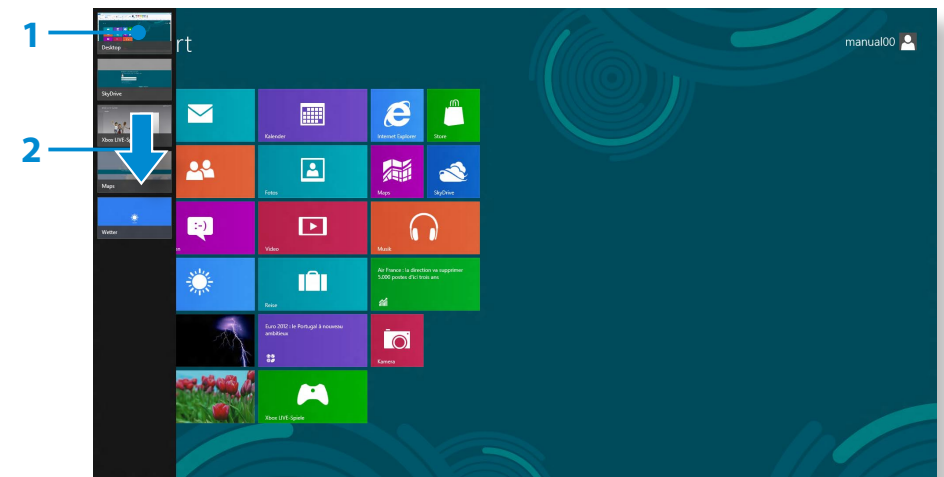 1
Desktop
rt
manual00
SkyDrive
Xbox LIVE-S
2
Maps
Wetter
Kalender
Internet Explorer
Store
Fotos
Maps
SkyDrive
:-)
en
Video
Musik
Reise
Air France : la direction va supprimer
5.000 postes d'ici trois ans
Euro 2012 : le Portugal à nouveau
ambitieux
Kamera
Xbox LIVE-Spiele